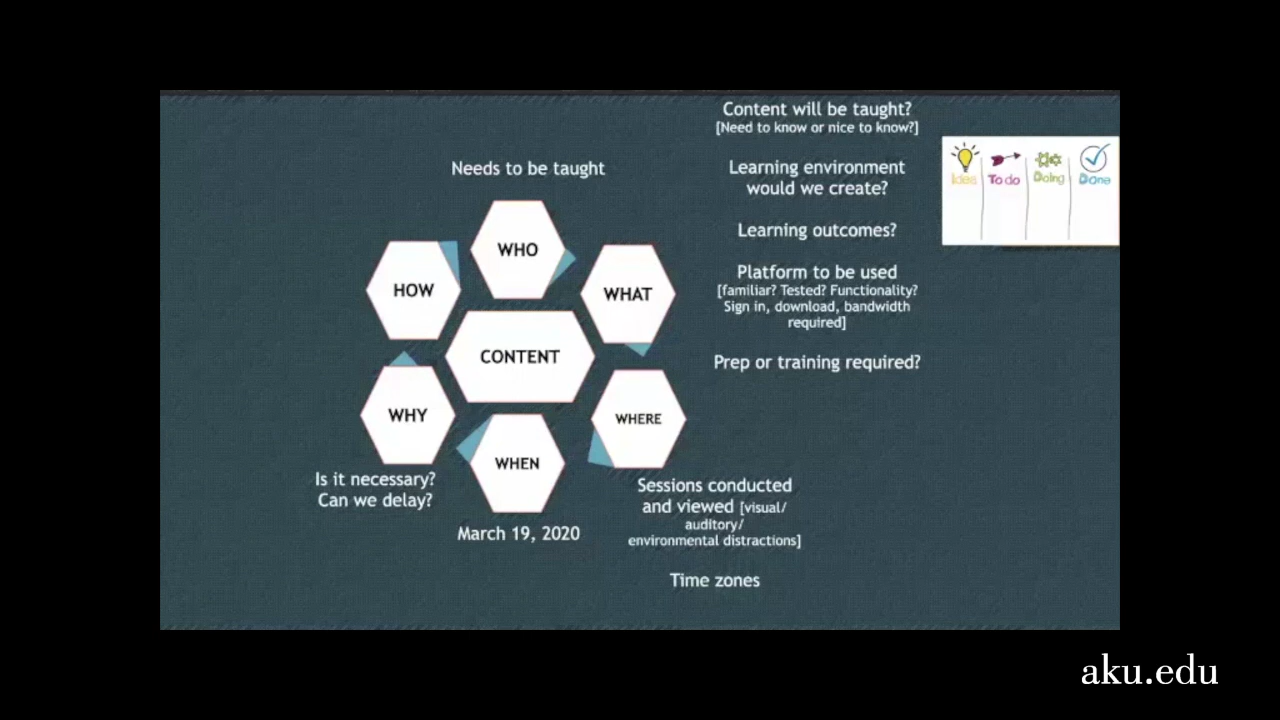 Content will be taught?
[Need to know or nice to know?]
Learning environment
would we create?
Learning outcomes?
Platform to be used
[familiar? Tested? Functionality?
Sign in, download, bandwidth
required]
Prep or training required?
Idea To do Doing Done
Needs to be taught
WHO
HOW
WHAT
CONTENT
WHY
WHERE
WHEN
Is it necessary?
Can we delay?
March 19, 2020
Sessions conducted
and viewed [visual/
auditory/
environmental distractions]
Time zones
aku.edu